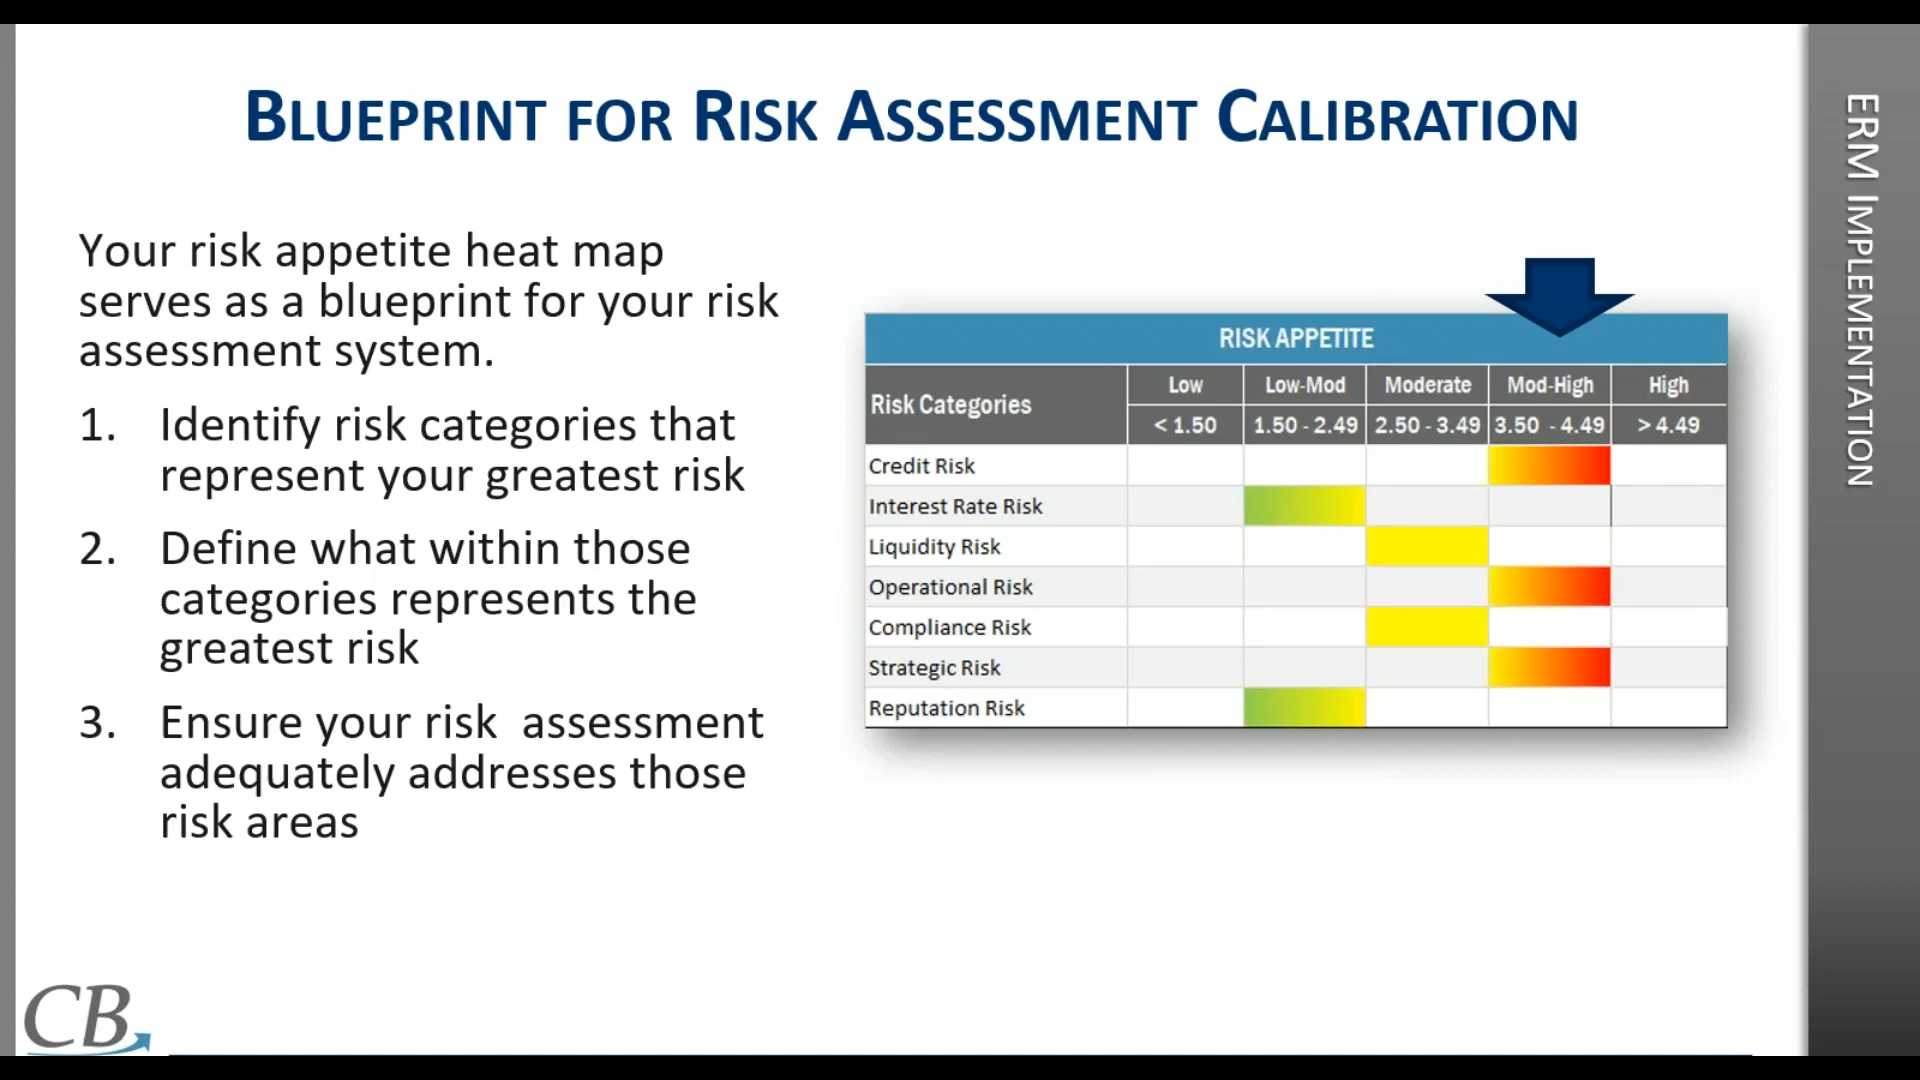 BLUEPRINT FOR RISK ASSESSMENT CALIBRATION
Your risk appetite heat map
serves as a blueprint for your risk
assessment system.
1. Identify risk categories that
represent your greatest risk
2. Define what within those
categories represents the
greatest risk
3. Ensure your risk assessment
adequately addresses those
risk areas
RISK APPETITE
Risk Categories
Low Low-Mod Moderate Mod-High High
< 1.50 1.50 - 2.49 2.50 - 3.49 3.50 - 4.49 > 4.49
Credit Risk
Interest Rate Risk
Liquidity Risk
Operational Risk
Compliance Risk
Strategic Risk
Reputation Risk
ERM IMPLEMENTATION
CB